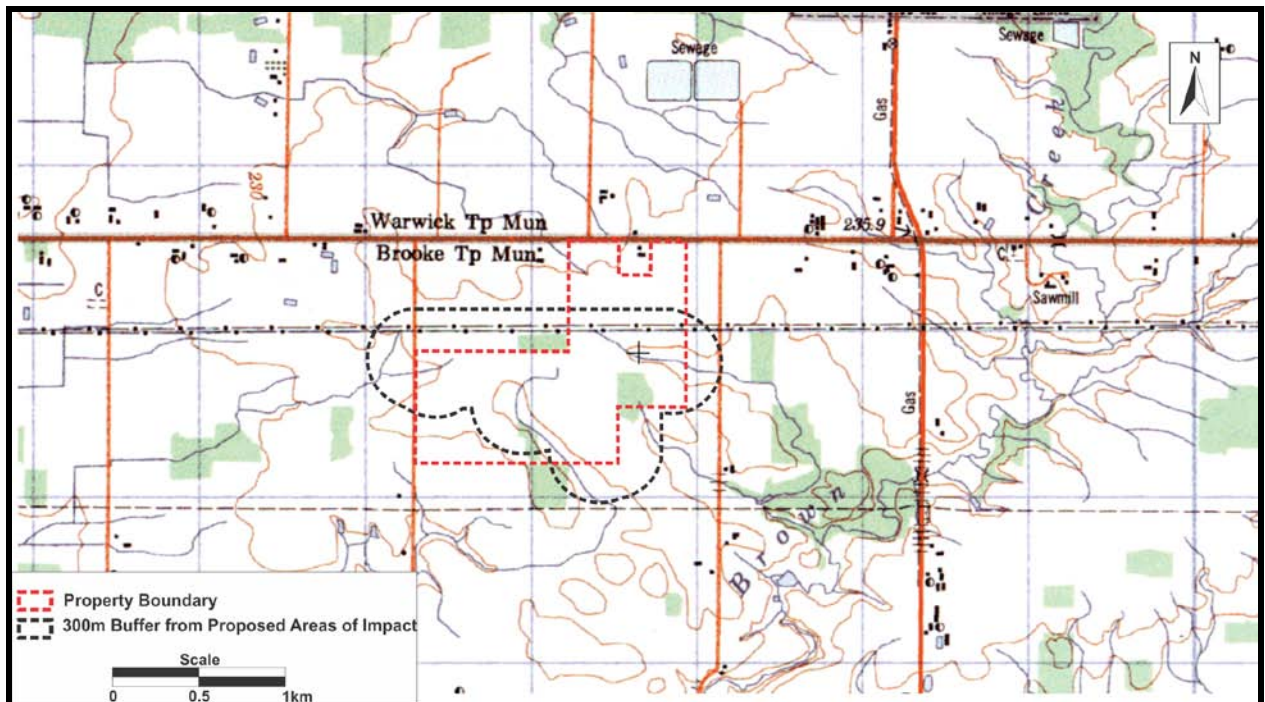 Sewage
Sewage
N
Gas
Creek
230
Warwick Tp Mun
235.9
Brooke Tp Mun
C
C
Sawmill
Gas
Brown
Property Boundary
300m Buffer from Proposed Areas of Impact
Scale
0 0.5 1km